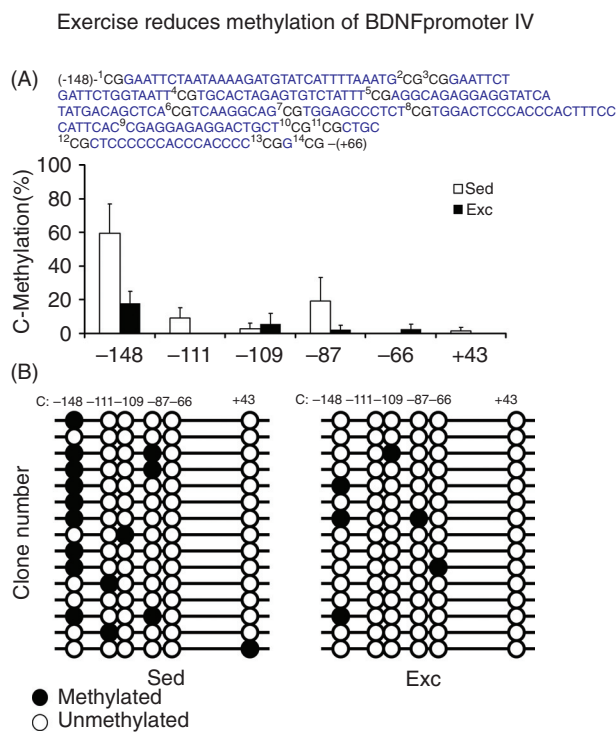 Exercise reduces methylation of BDNFpromoter IV
(A)
(-148)-1CGGAATTCTAATAAAAGATGTATCATTTTAAATG2CG3CGGAATTCT
GATTCTGGTAATT4CGTGCACTAGAGTGTCTATTT5CGAGGCAGAGGAGGTATCA
TATGACAGCTCA6CGTCAAGGCAG7CGTGGAGCCCTCT8CGTGGACTCCCACCCACTTTCC
CATTCAC9CGAGGAGAGGACTGCT10CG11CGCTGC
12CGCTCCCCCCACCCACCCC13CGG14CG –(+66)
100
80
60
40
20
0
C-Methylation(%)
Sed
Exc
–148 –111 –109 –87 –66 +43
(B)
C: –148 –111–109 –87–66 +43
C: –148 –111–109 –87–66 +43
Clone number
Sed Exc
Methylated
Unmethylated